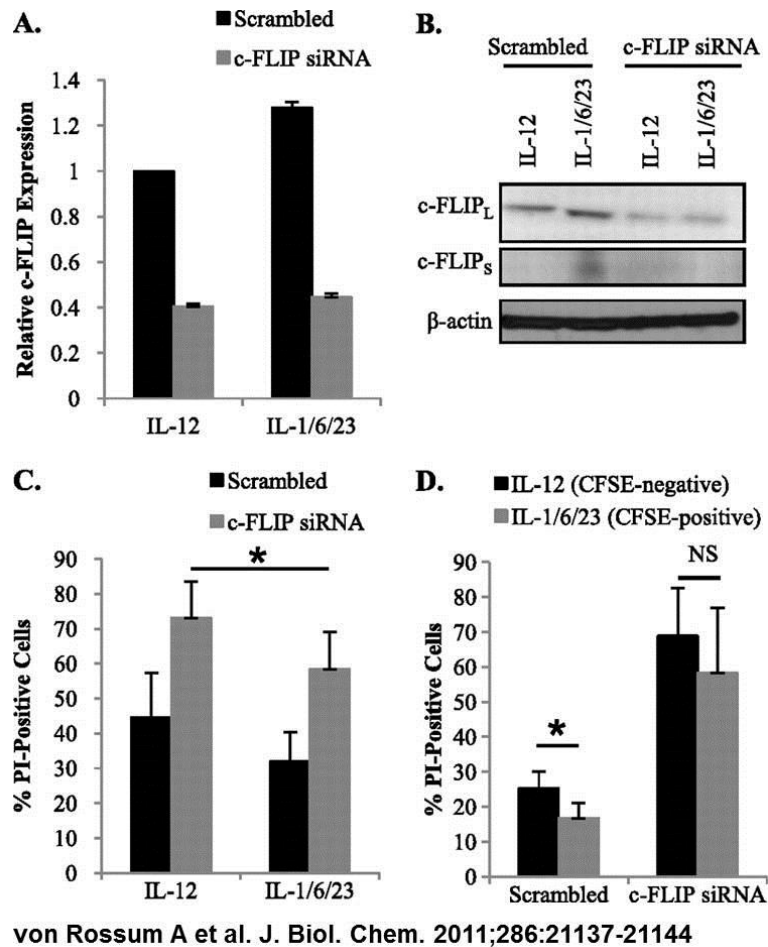 A.
Scrambled
c-FLIP siRNA
Relative c-FLIP Expression
1.4
1.2
1
0.8
0.6
0.4
0.2
0
IL-12 IL-1/6/23
B.
Scrambled c-FLIP siRNA
IL-12 IL-1/6/23 IL-12 IL-1/6/23
c-FLIPL
c-FLIPS
β-actin
C.
Scrambled
c-FLIP siRNA
% PI-Positive Cells
90
80
70
60
50
40
30
20
10
0
*
IL-12 IL-1/6/23
D.
IL-12 (CFSE-negative)
IL-1/6/23 (CFSE-positive)
% PI-Positive Cells
90
80
70
60
50
40
30
20
10
0
*
NS
Scrambled c-FLIP siRNA
von Rossum A et al. J. Biol. Chem. 2011;286:21137-21144